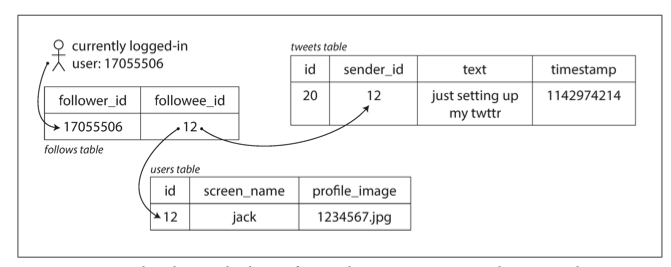 currently logged-in
user: 17055506
follower_id followee_id
17055506 12
follows table
tweets table
id sender_id text timestamp
20 12 just setting up 1142974214
my twttr
users table
id screen_name profile_image
12 jack 1234567.jpg